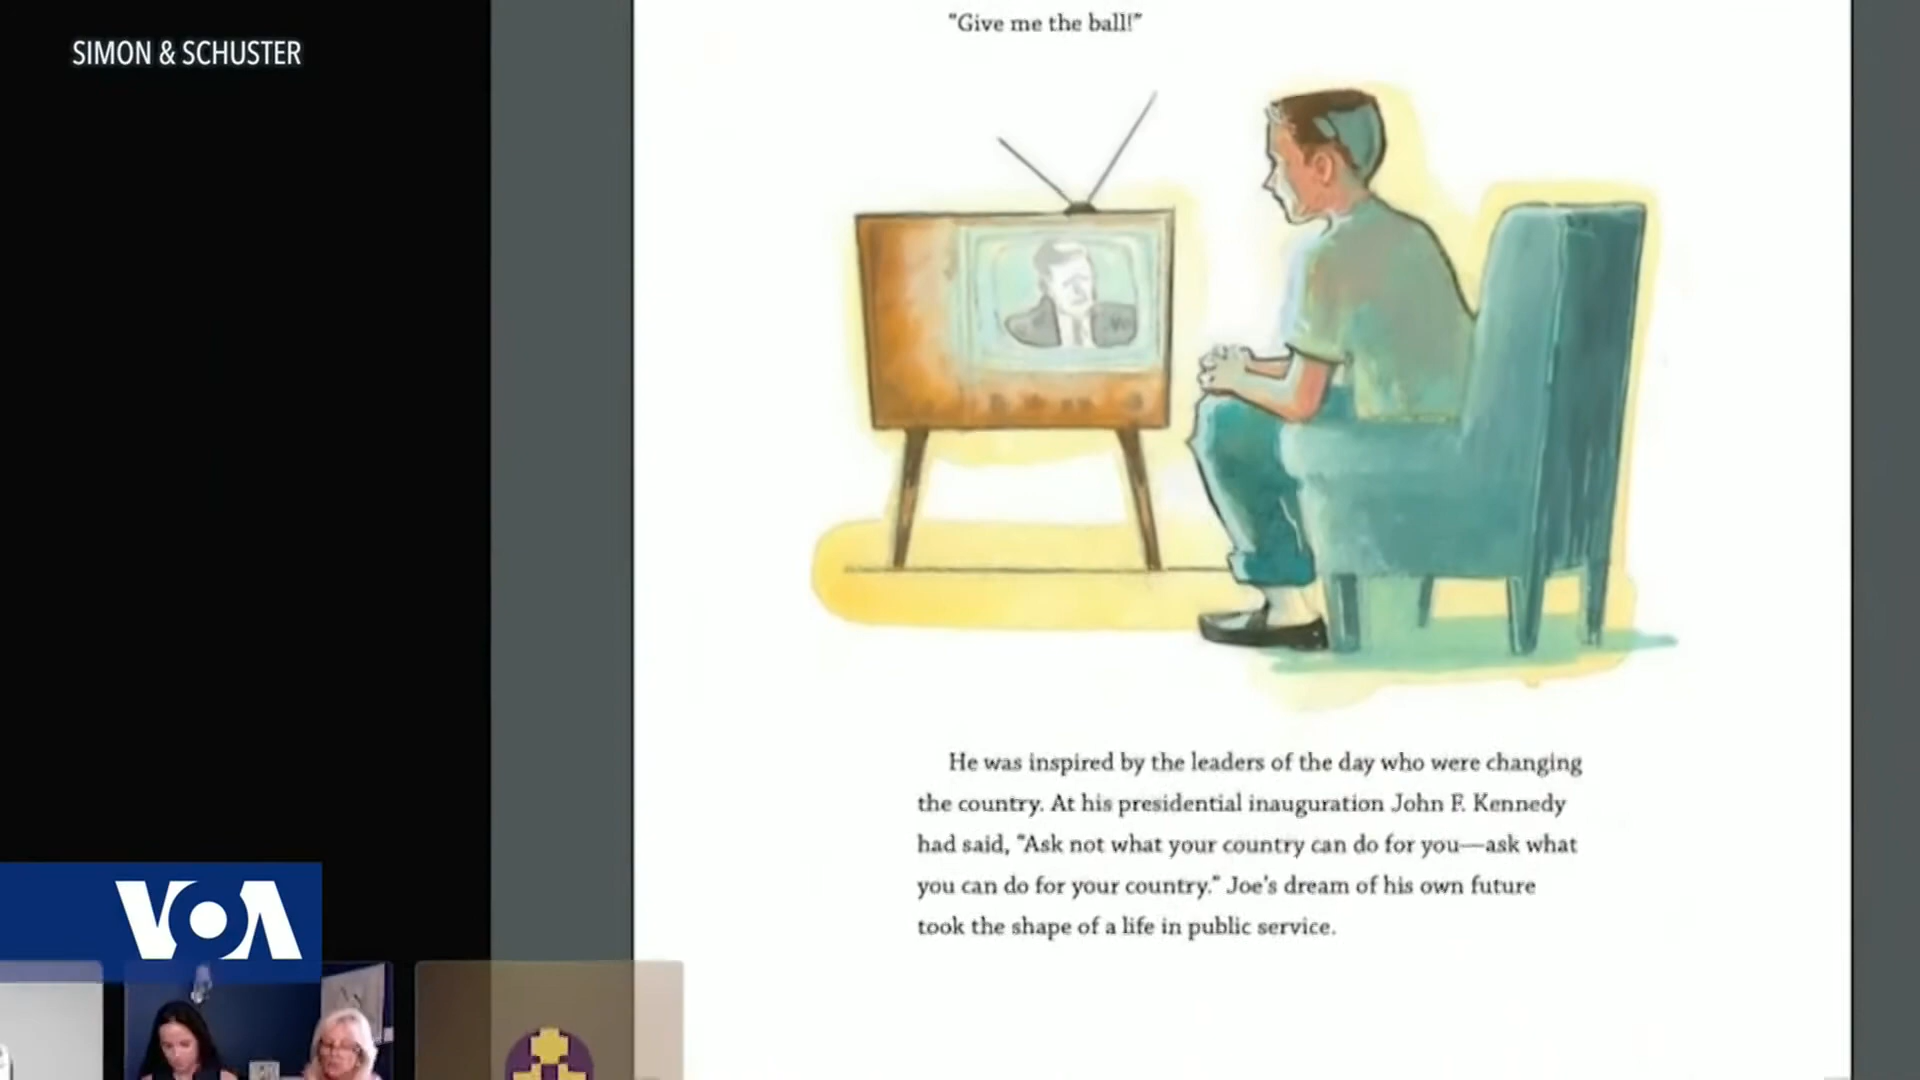 SIMON & SCHUSTER
"Give me the ball!"
He was inspired by the leaders of the day who were changing
the country. At his presidential inauguration John F. Kennedy
had said, "Ask not what your country can do for you—ask what
you can do for your country." Joe's dream of his own future
took the shape of a life in public service.
VOA